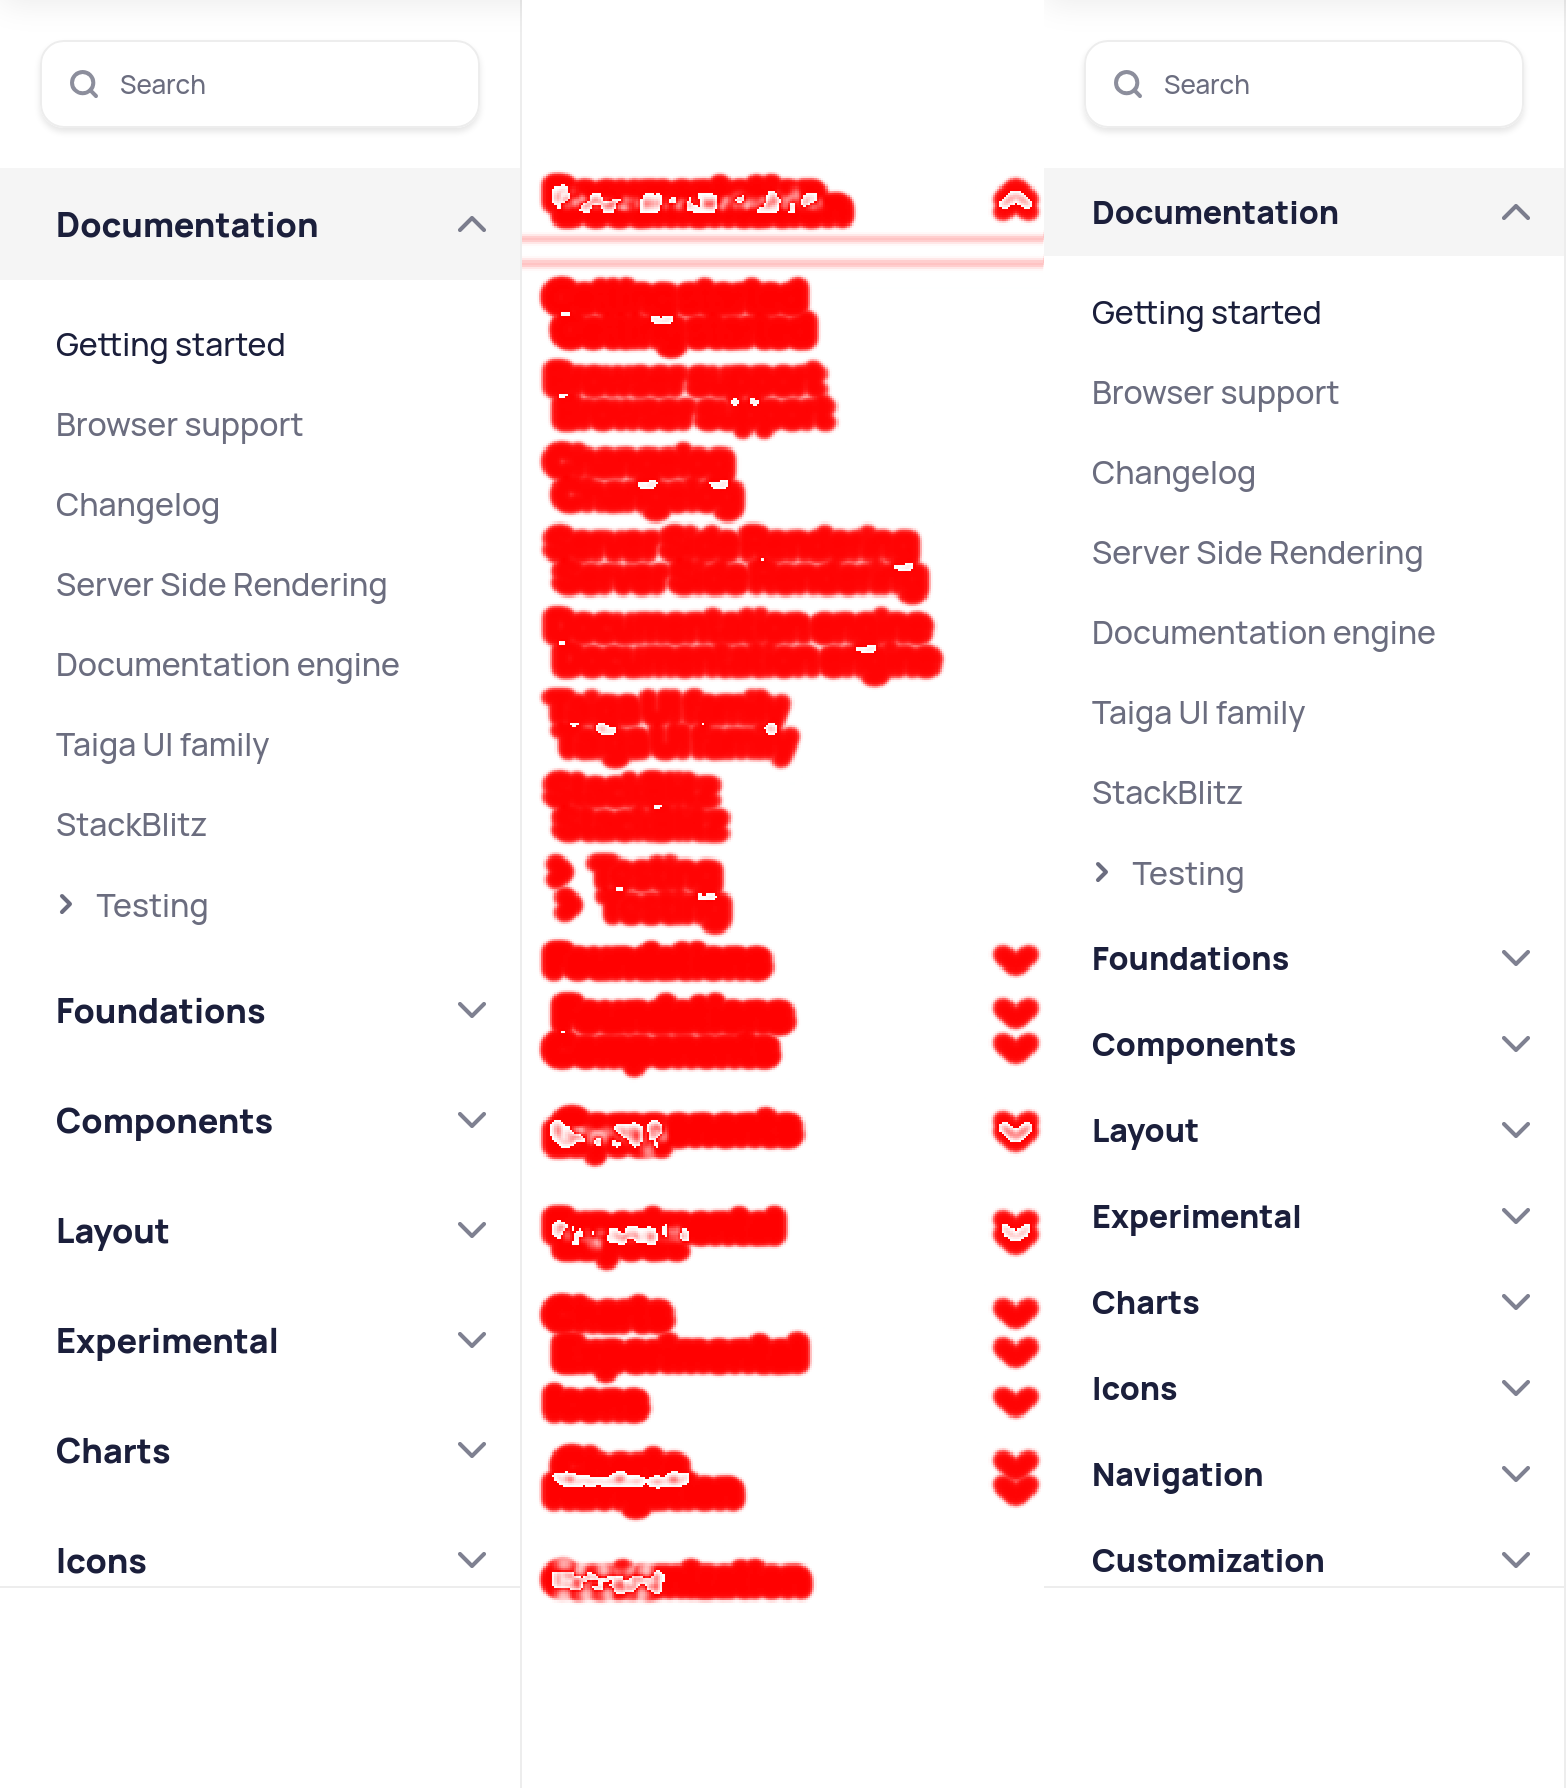 Search
Documentation
Getting started
Browser support
Changelog
Server Side Rendering
Documentation engine
Taiga UI family
StackBlitz
Testing
Foundations
Components
Layout
Experimental
Charts
Icons
Search
Documentation
Getting started
Browser support
Changelog
Server Side Rendering
Documentation engine
Taiga UI family
StackBlitz
Testing
Foundations
Components
Layout
Experimental
Charts
Icons
Navigation
Customization